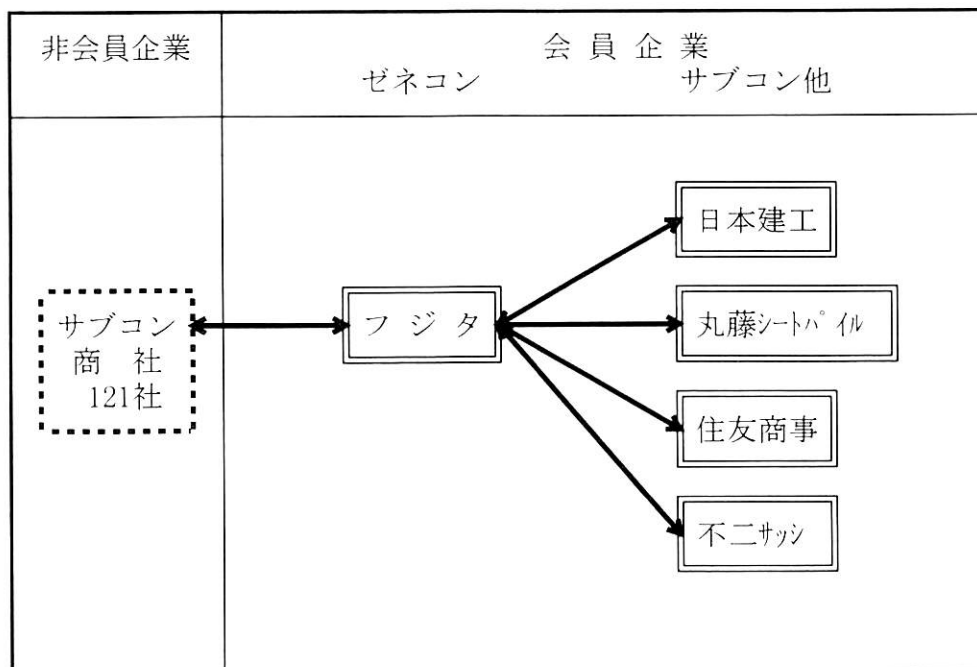 非会員企業
会員企業
ゼネコン
サブコン他
サブコン
商社
121社
フジタ
日本建工
丸藤ｼｰﾄﾊﾟｲﾙ
住友商事
不二ｻｯｼ